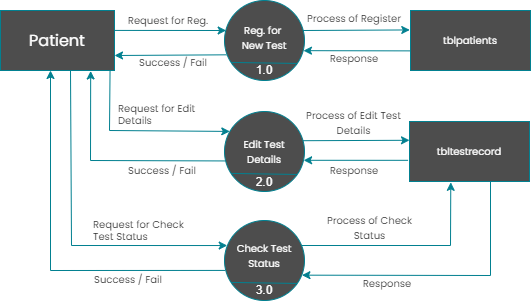 Patient
Request for Reg.
Success / Fail
Reg. for
New Test
1.0
Process of Register
Response
tblpatients
Request for Edit
Details
Success / Fail
Edit Test
Details
2.0
Process of Edit Test
Details
Response
tbltestrecord
Request for Check
Test Status
Success / Fail
Check Test
Status
3.0
Process of Check
Status
Response